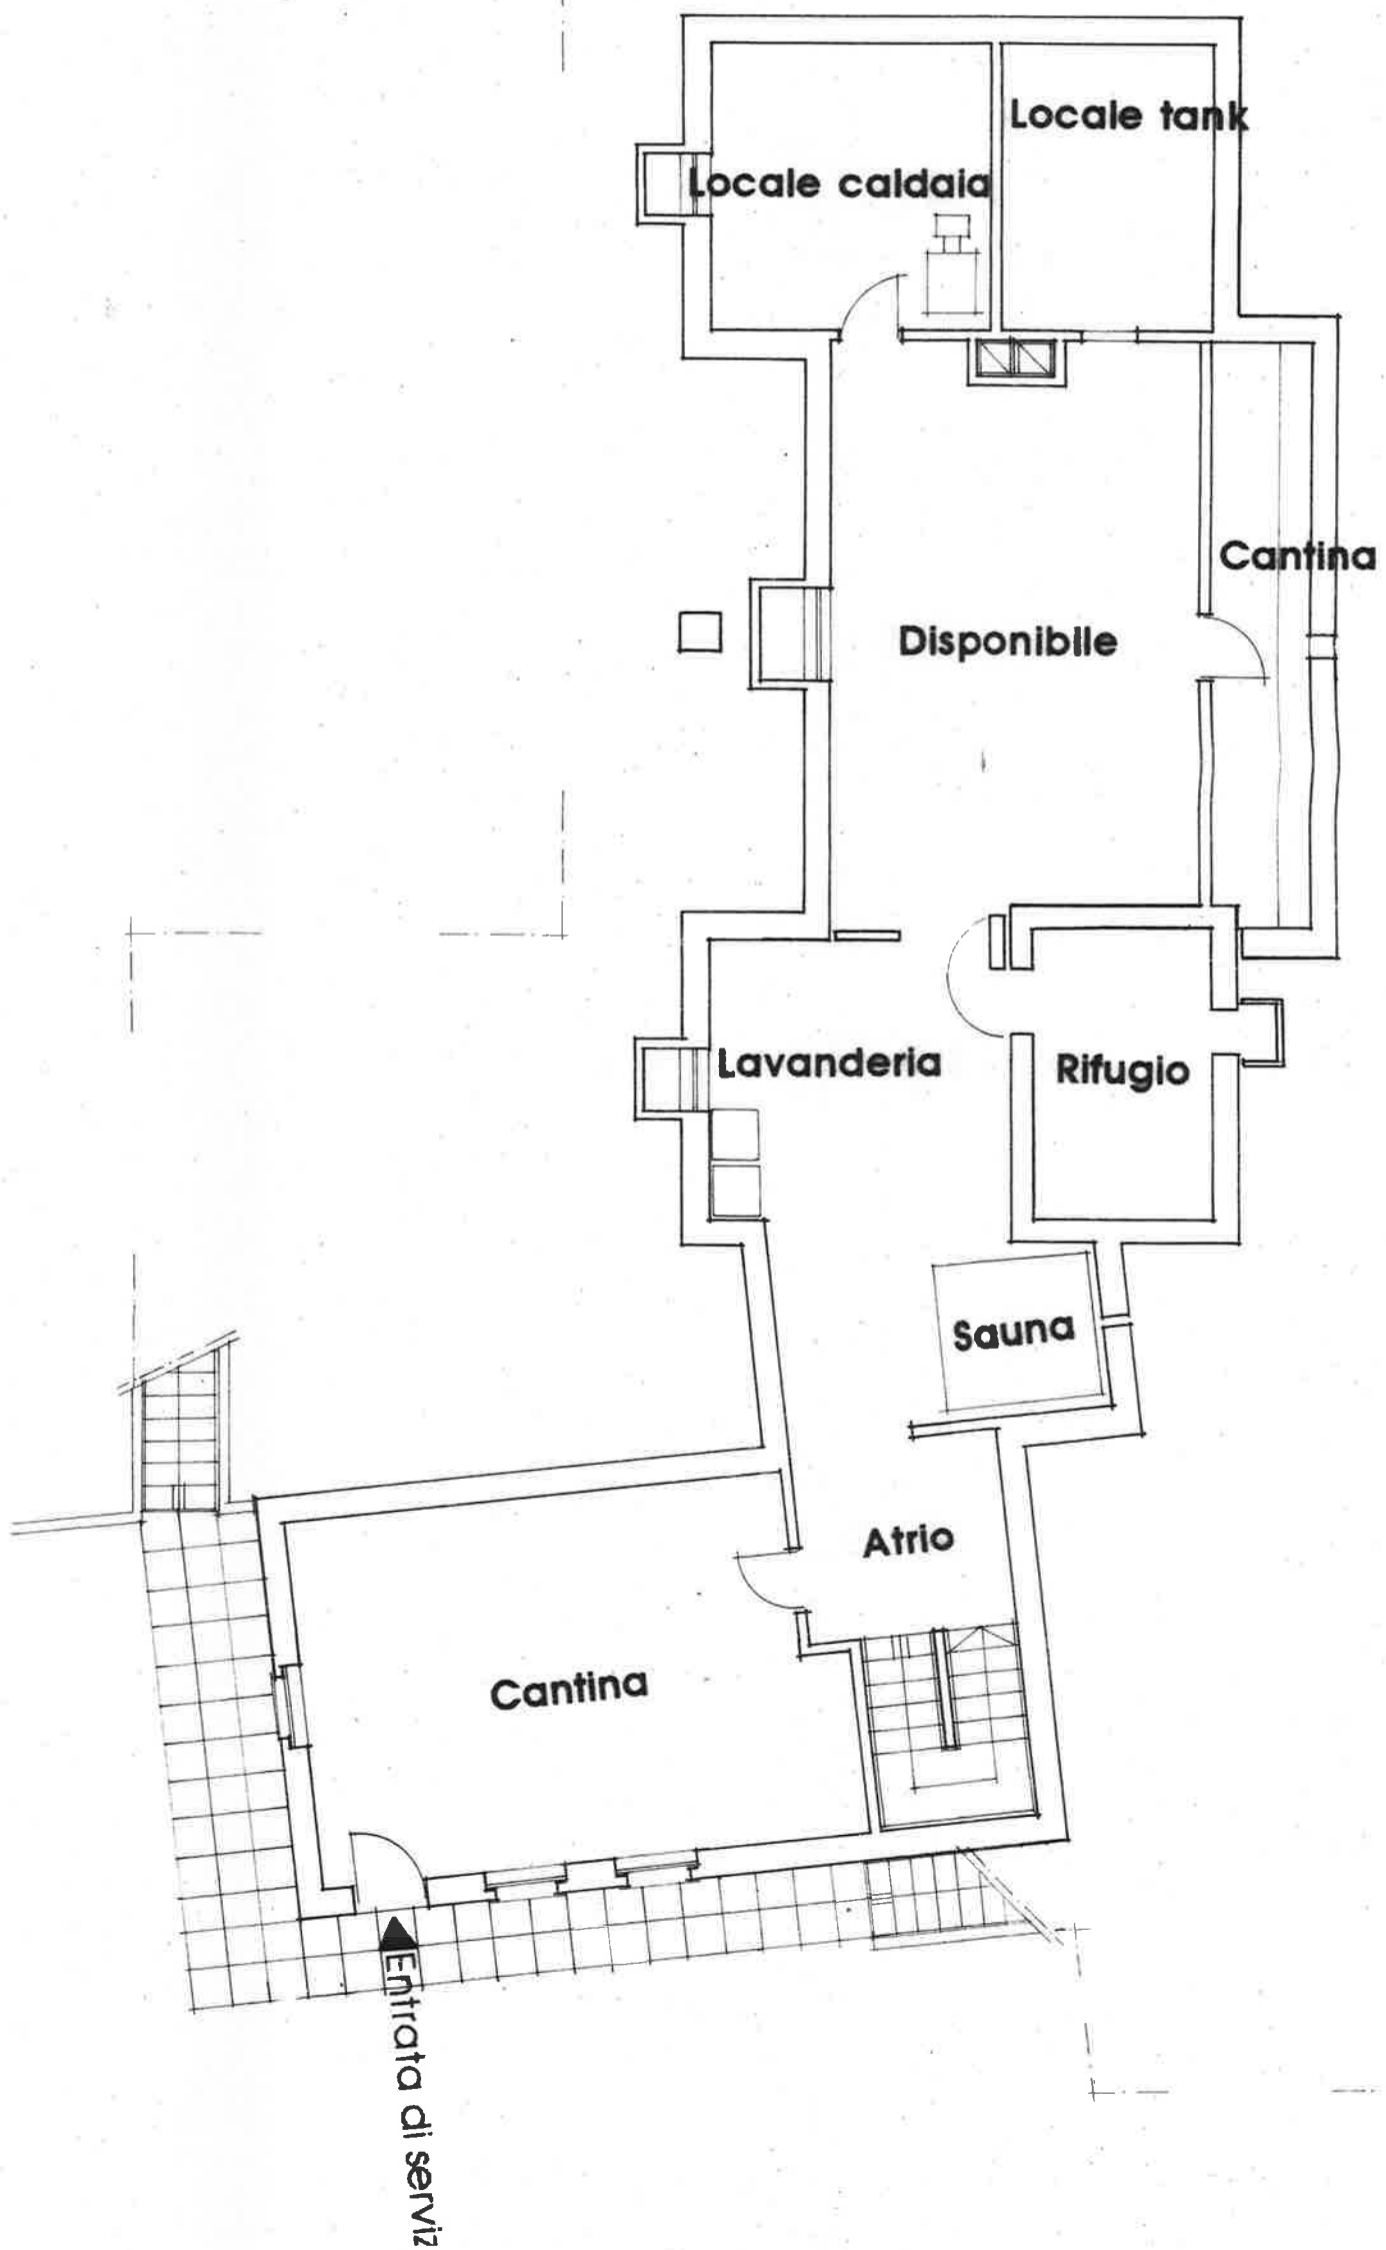 Locale tank
Locale caldaia
Cantina
Disponibile
Lavanderia
Rifugio
Sauna
Atrio
Cantina
Entrata di serviz